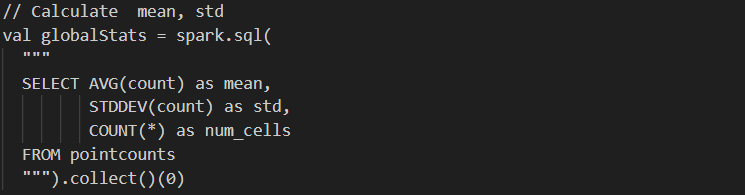 // Calculate  mean, std
val globalStats = spark.sql(
  """
  SELECT AVG(count) as mean,
         STDDEV(count) as std,
         COUNT(*) as num_cells
  FROM pointcounts
  """).collect()(0)